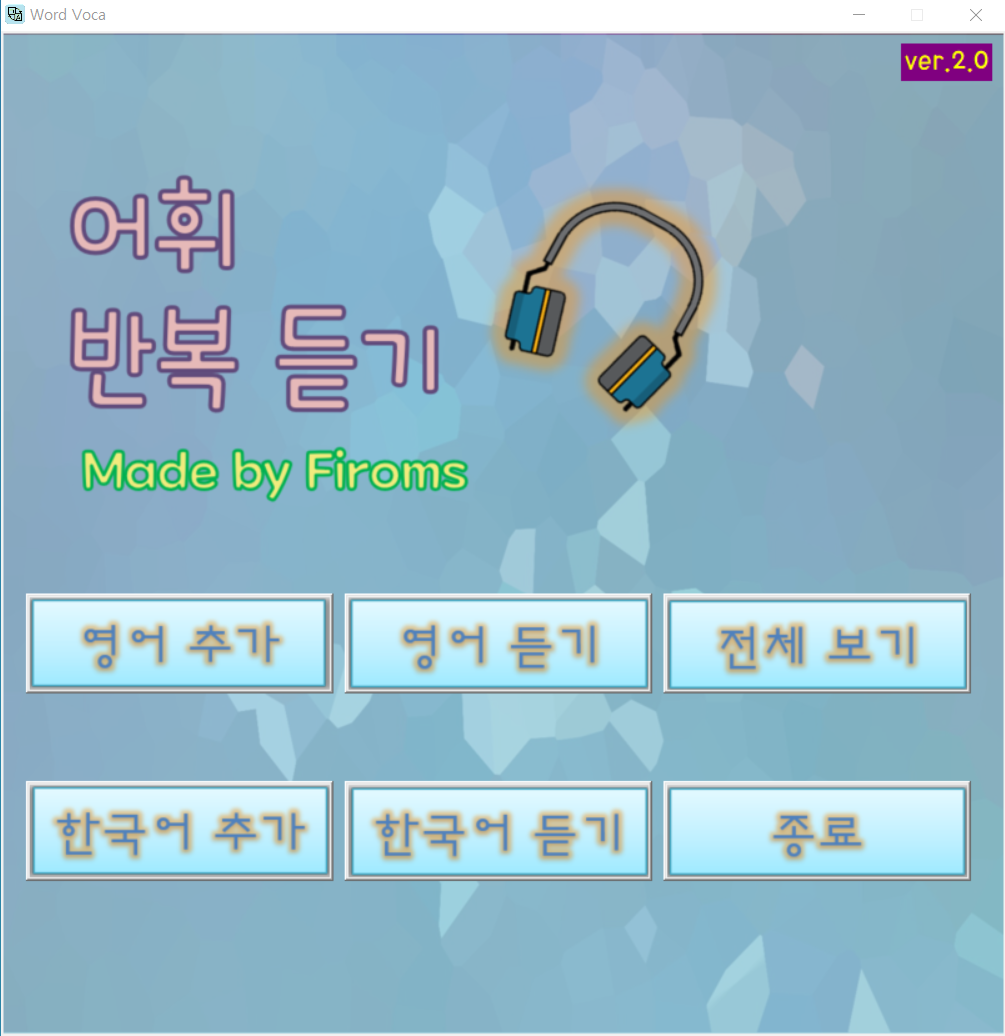 Word Voca
ver.2.0
어휘
반복 듣기
Made by Firoms
영어 추가
영어 듣기
전체 보기
한국어 추가
한국어 듣기
종료